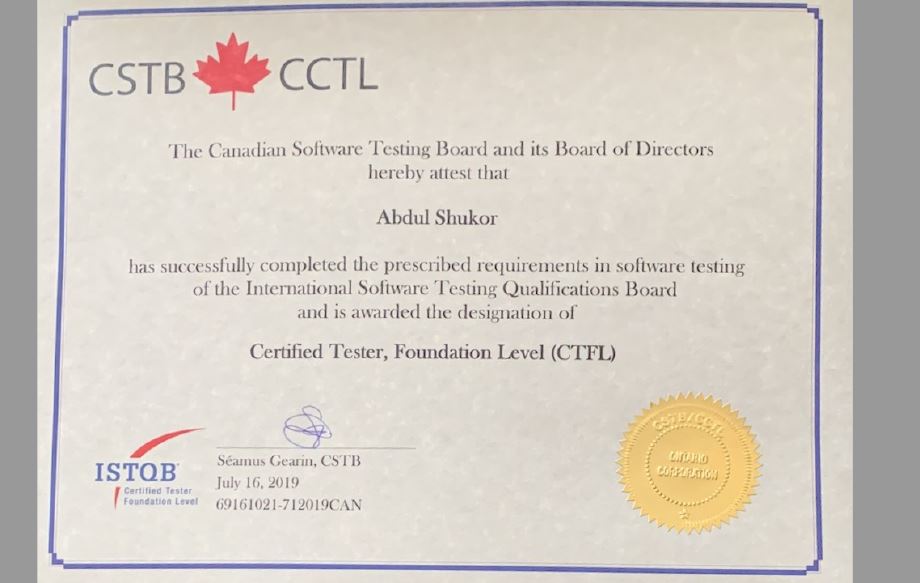 CSTB CCTL
The Canadian Software Testing Board and its Board of Directors
hereby attest that
Abdul Shukor
has successfully completed the prescribed requirements in software testing
of the International Software Testing Qualifications Board
and is awarded the designation of
Certified Tester, Foundation Level (CTFL)
ISTQB
Certified Tester
Foundation Level
Séamus Gearin, CSTB
July 16, 2019
69161021-712019CAN
CSTB/CCTL
ONTARIO
CORPORATION